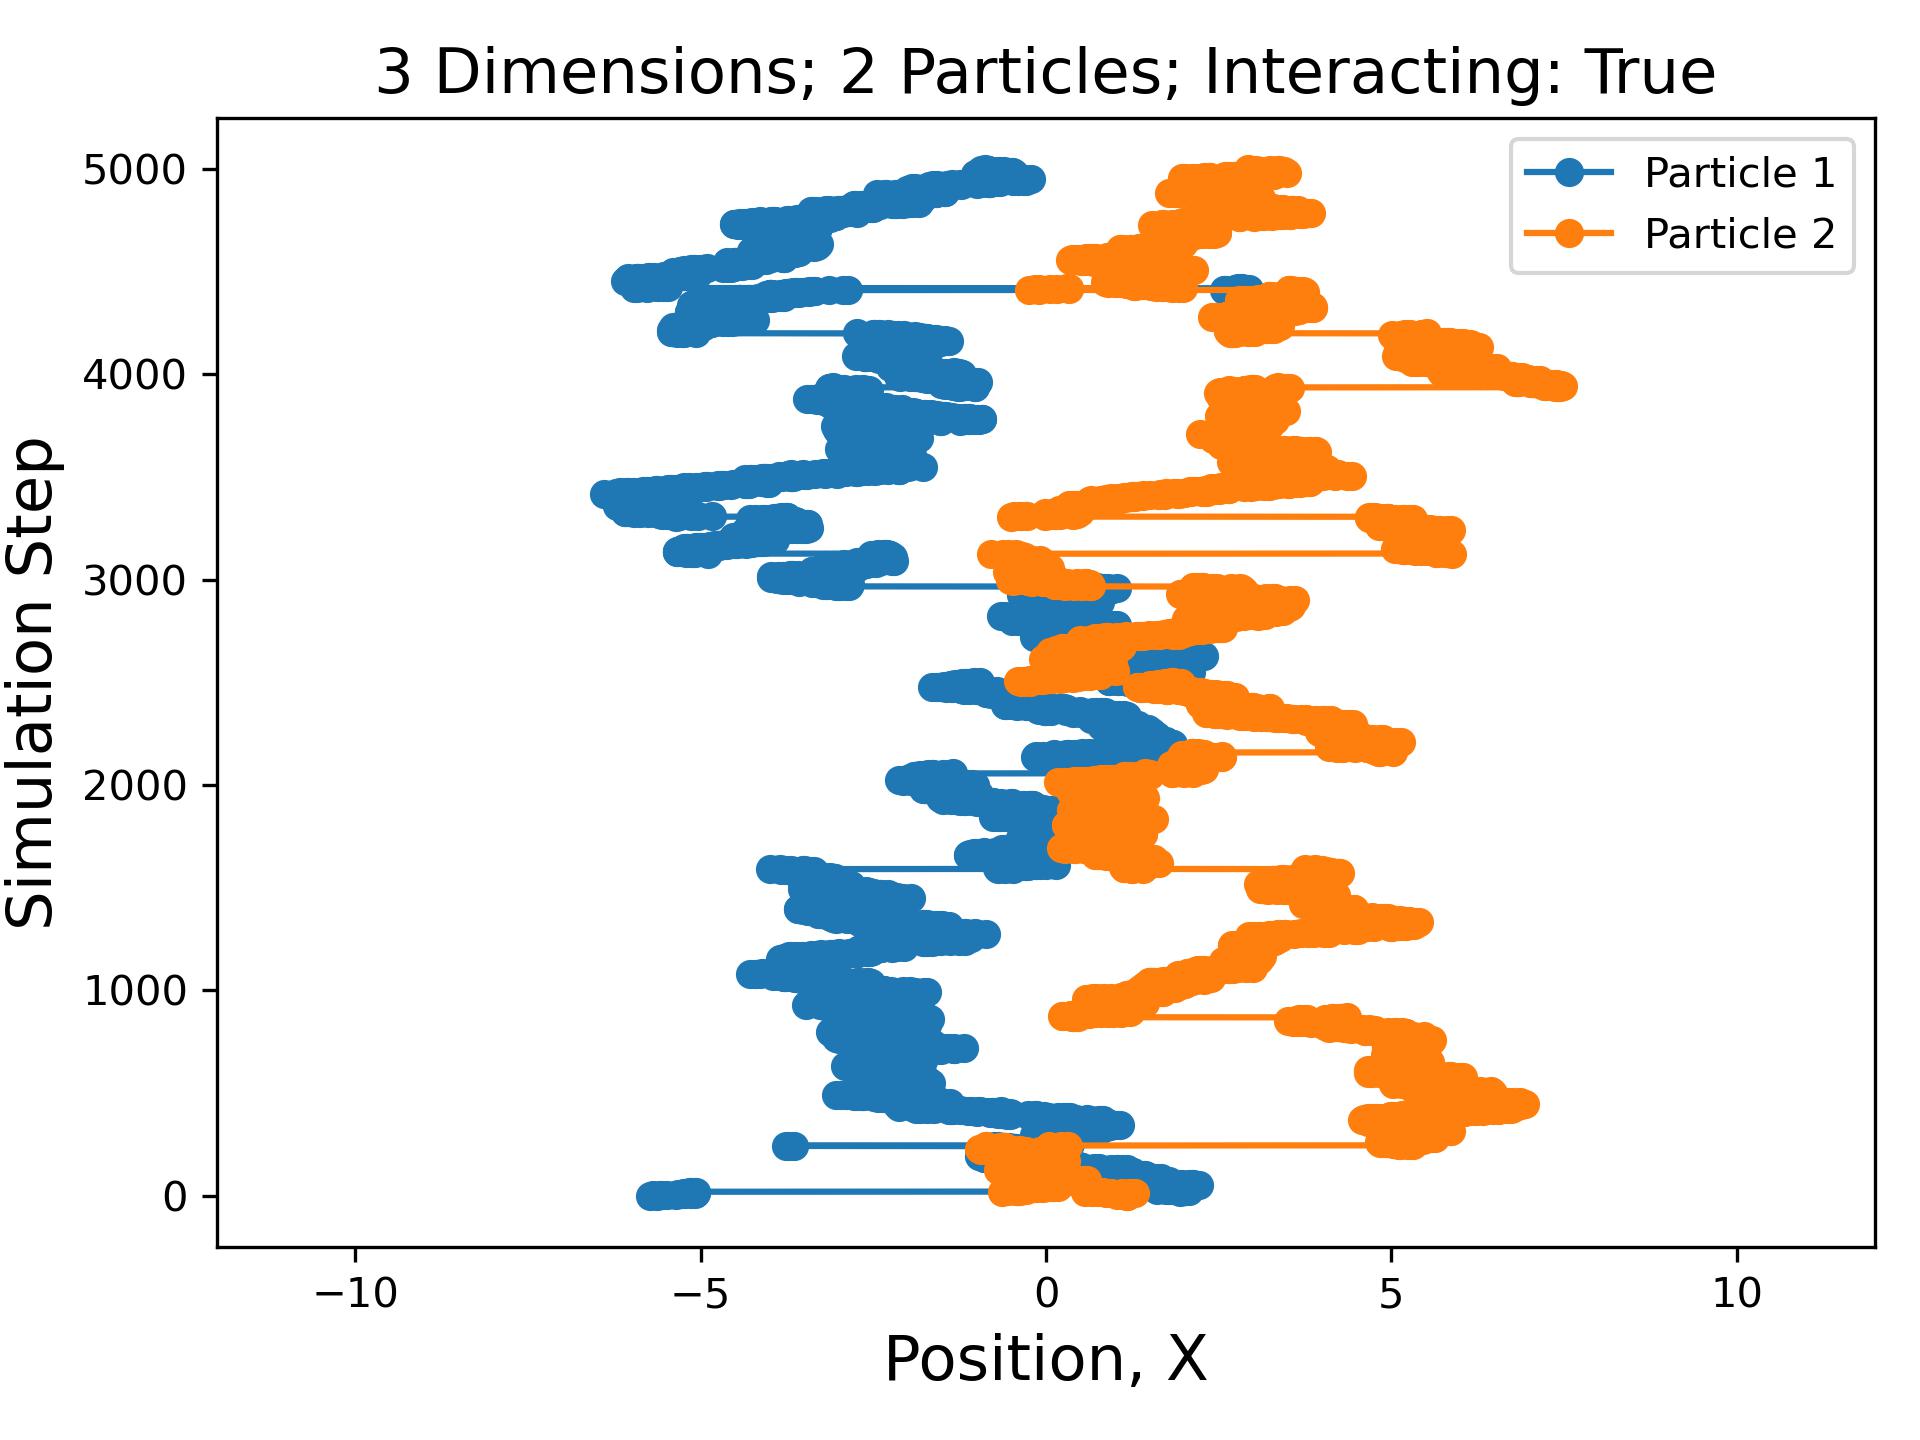 3 Dimensions; 2 Particles; Interacting: True
Particle 1
Particle 2
5000
4000
3000
2000
1000
0
Simulation Step
−10
−5
0
5
10
Position, X